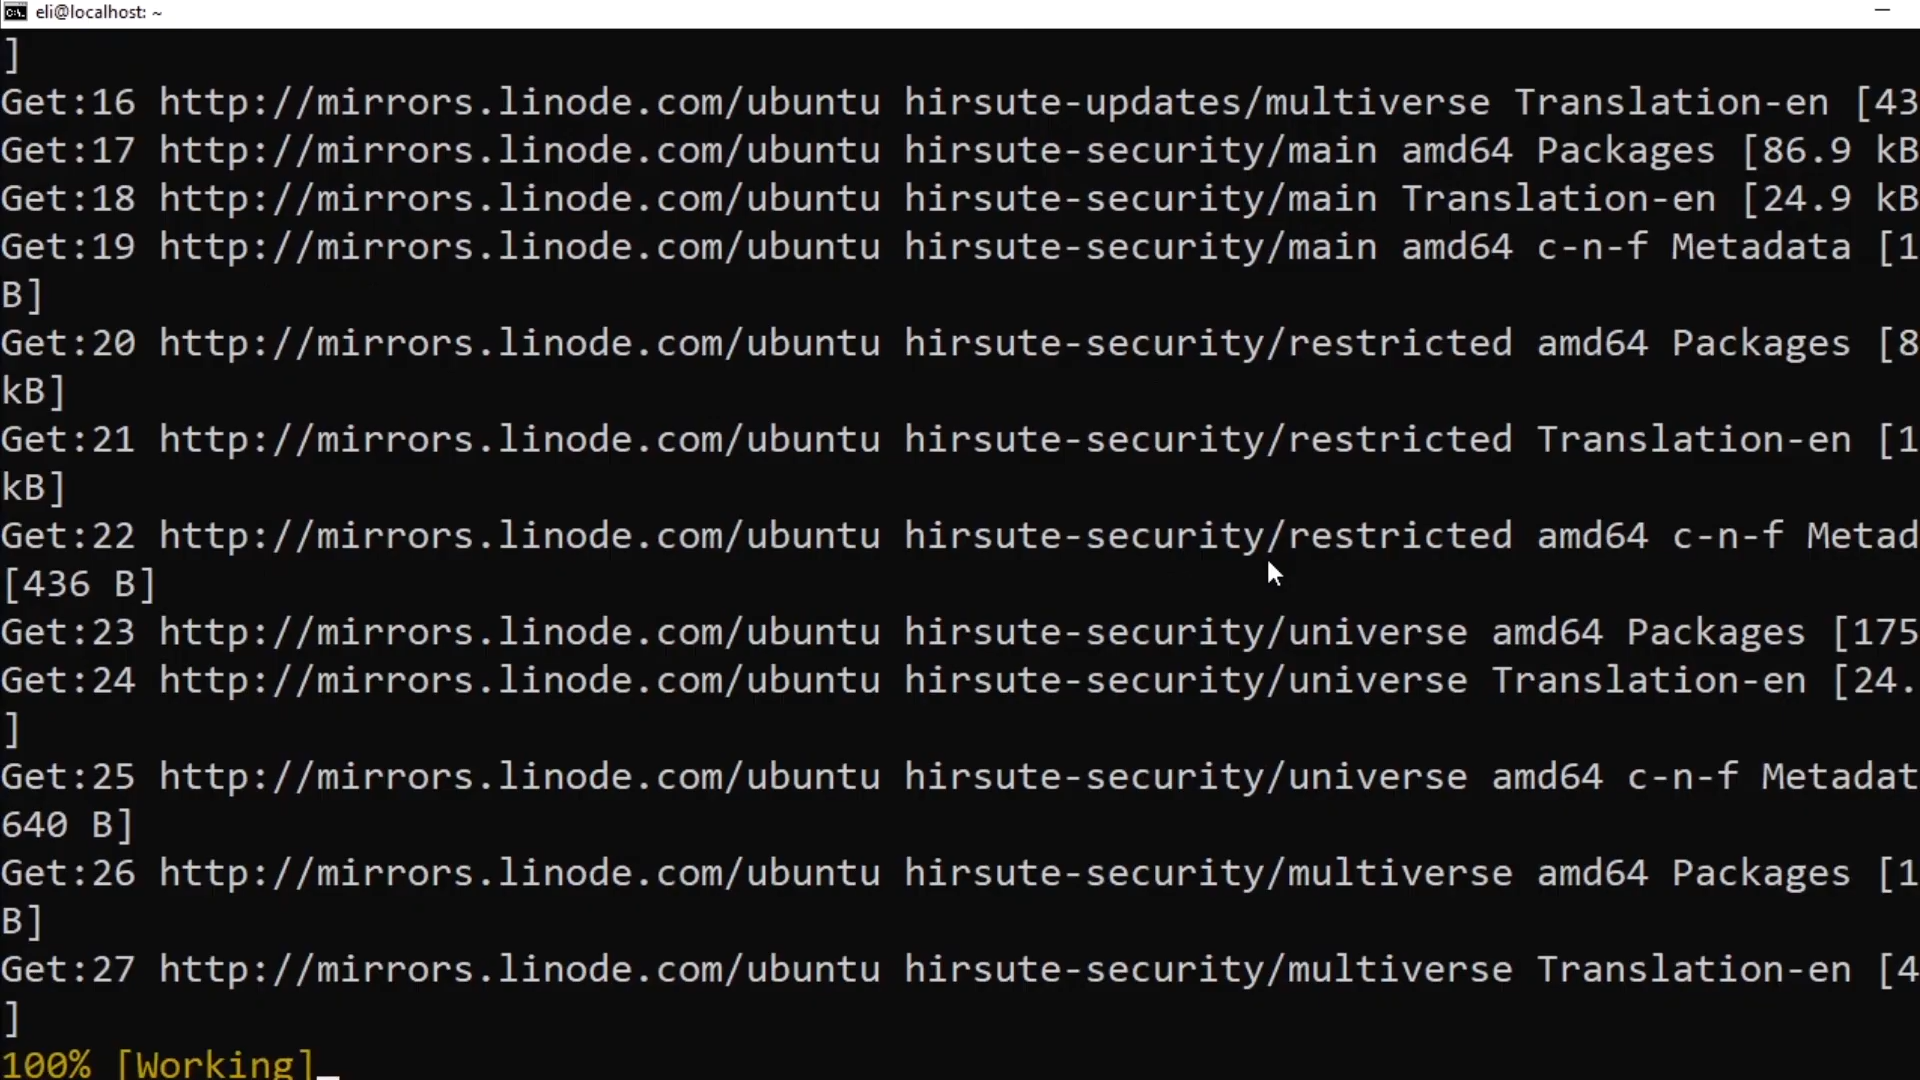 eli@localhost: ~
]
Get:16 http://mirrors.linode.com/ubuntu hirsute-updates/multiverse Translation-en [43
Get:17 http://mirrors.linode.com/ubuntu hirsute-security/main amd64 Packages [86.9 kB
Get:18 http://mirrors.linode.com/ubuntu hirsute-security/main Translation-en [24.9 kB
Get:19 http://mirrors.linode.com/ubuntu hirsute-security/main amd64 c-n-f Metadata [1
B]
Get:20 http://mirrors.linode.com/ubuntu hirsute-security/restricted amd64 Packages [8
kB]
Get:21 http://mirrors.linode.com/ubuntu hirsute-security/restricted Translation-en [1
kB]
Get:22 http://mirrors.linode.com/ubuntu hirsute-security/restricted amd64 c-n-f Metad
[436 B]
Get:23 http://mirrors.linode.com/ubuntu hirsute-security/universe amd64 Packages [175
Get:24 http://mirrors.linode.com/ubuntu hirsute-security/universe Translation-en [24.
]
Get:25 http://mirrors.linode.com/ubuntu hirsute-security/universe amd64 c-n-f Metadat
640 B]
Get:26 http://mirrors.linode.com/ubuntu hirsute-security/multiverse amd64 Packages [1
B]
Get:27 http://mirrors.linode.com/ubuntu hirsute-security/multiverse Translation-en [4
]
100% [Working]